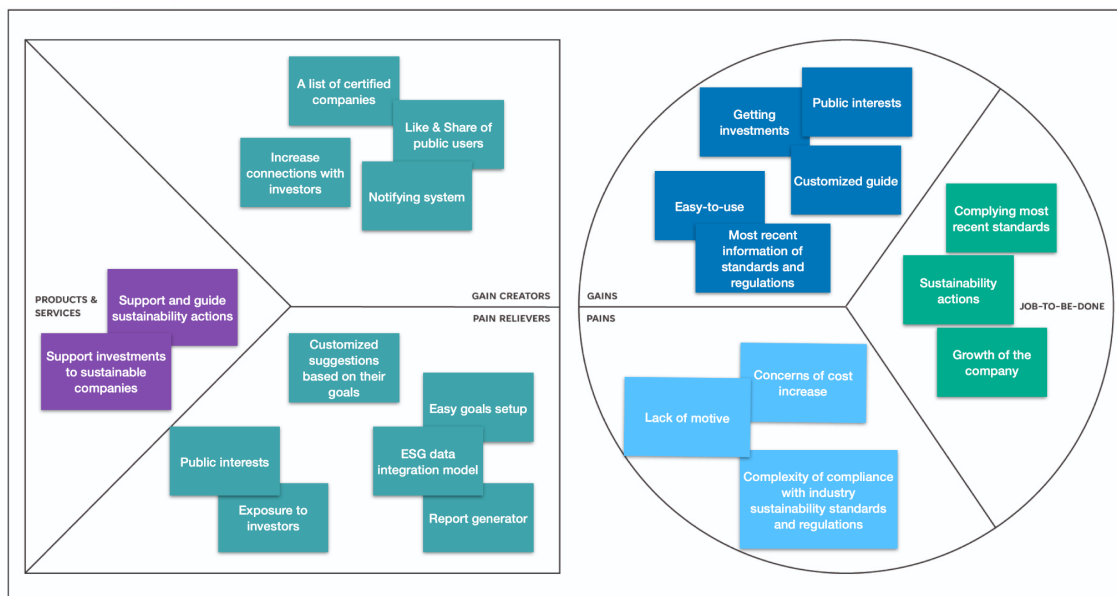 A list of certified
companies
Like & Share of
public users
Increase
connections with
investors
Notifying system
PRODUCTS &
SERVICES
Support and guide
sustainability actions
Support investments
to sustainable
companies
GAIN CREATORS
PAIN RELIEVERS
Customized
suggestions
based on their
goals
Easy goals setup
Public interests
ESG data
integration model
Exposure to
investors
Report generator
Public interests
Getting
investments
Customized guide
Easy-to-use
Most recent
information of
standards and
regulations
GAINS
PAINS
Concerns of cost
increase
Lack of motive
Complexity of compliance
with industry
sustainability standards
and regulations
Complying most
recent standards
Sustainability
actions
JOB-TO-BE-DONE
Growth of the
company